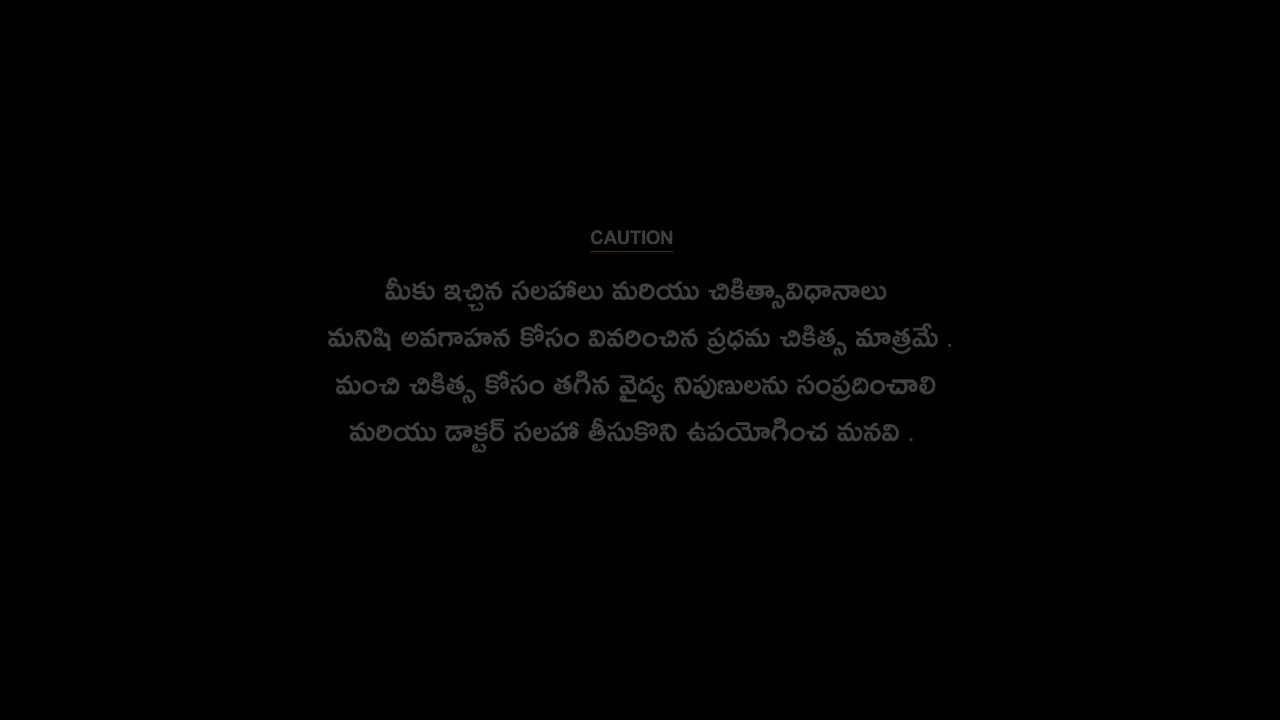 CAUTION
మీకు ఇచ్చిన సలహాలు మరియు చికిత్సావిధానాలు
మనిషి అవగాహన కోసం వివరించిన ప్రధమ చికిత్స మాత్రమే .
మంచి చికిత్స కోసం తగిన వైద్య నిపుణులను సంప్రదించాలి
మరియు డాక్టర్ సలహా తీసుకొని ఉపయోగించ మనవి .